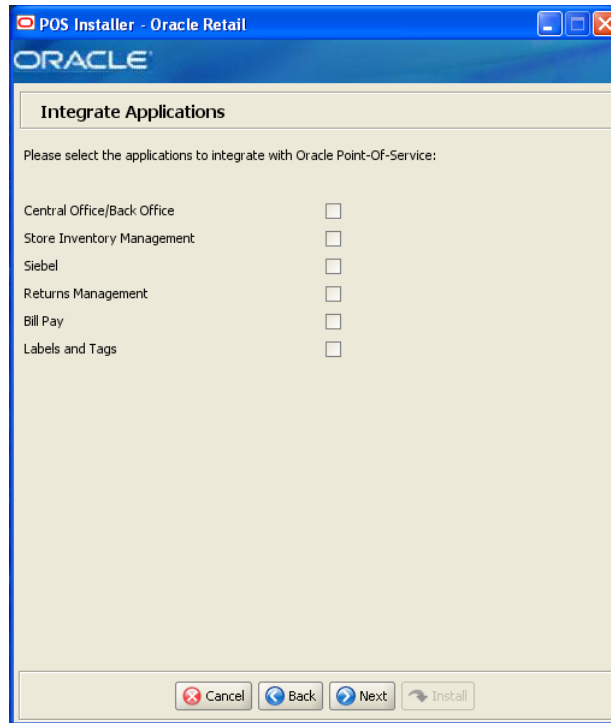 POS Installer - Oracle Retail
ORACLE
Integrate Applications
Please select the applications to integrate with Oracle Point-Of-Service:
Central Office/Back Office
Store Inventory Management
Siebel
Returns Management
Bill Pay
Labels and Tags
Cancel Back Next Install